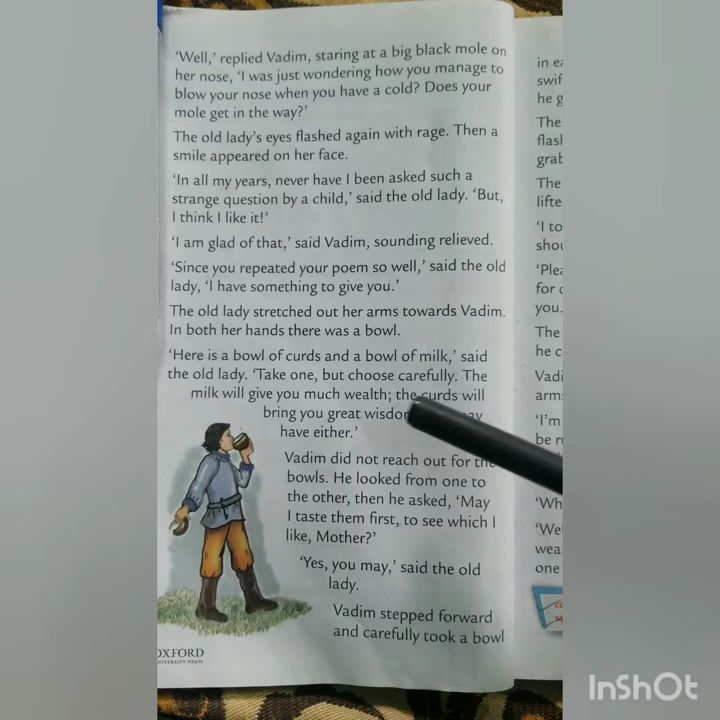 'Well,' replied Vadim, staring at a big black mole on
her nose, 'I was just wondering how you manage to
blow your nose when you have a cold? Does your
mole get in the way?'
The old lady's eyes flashed again with rage. Then a
smile appeared on her face.
'In all my years, never have I been asked such a
strange question by a child,' said the old lady. 'But,
I think I like it!'
'I am glad of that,' said Vadim, sounding relieved.
'Since you repeated your poem so well,' said the old
lady, 'I have something to give you.'
The old lady stretched out her arms towards Vadim.
In both her hands there was a bowl.
'Here is a bowl of curds and a bowl of milk,' said
the old lady. 'Take one, but choose carefully. The
milk will give you much wealth; the curds will
bring you great
have either.'
Vadim did not reach out for the
bowls. He looked from one to
the other, then he asked, 'May
I taste them first, to see which I
like, Mother?'
'Yes, you may,' said the old
lady.
Vadim stepped forward
and carefully took a bowl
OXFORD
UNIVERSITY PRESS
in
he
The
The
'I to
for
you.
The
he
'I'm
be
one
InShOt